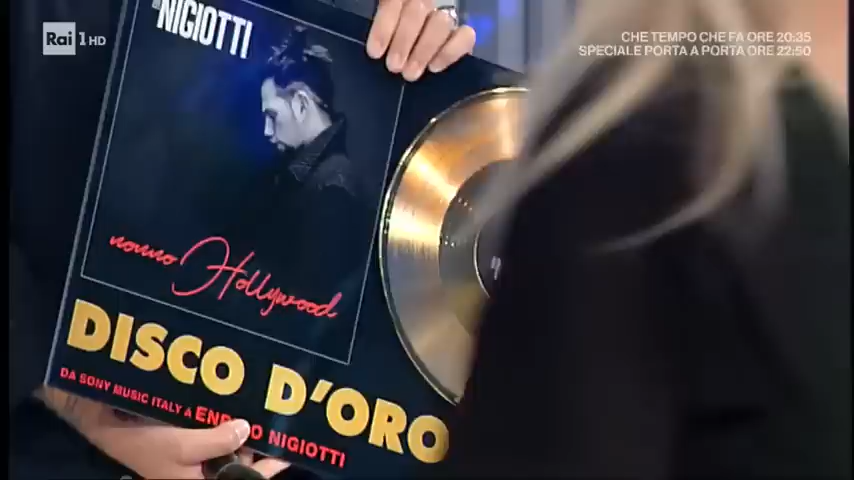 Rai 1 HD
CHE TEMPO CHE FA ORE 20:35
SPECIALE PORTA A PORTA ORE 22:50
NIGIOTTI
nonno Hollywood
DISCO D'ORO
DA SONY MUSIC ITALY A NIGIOTTI